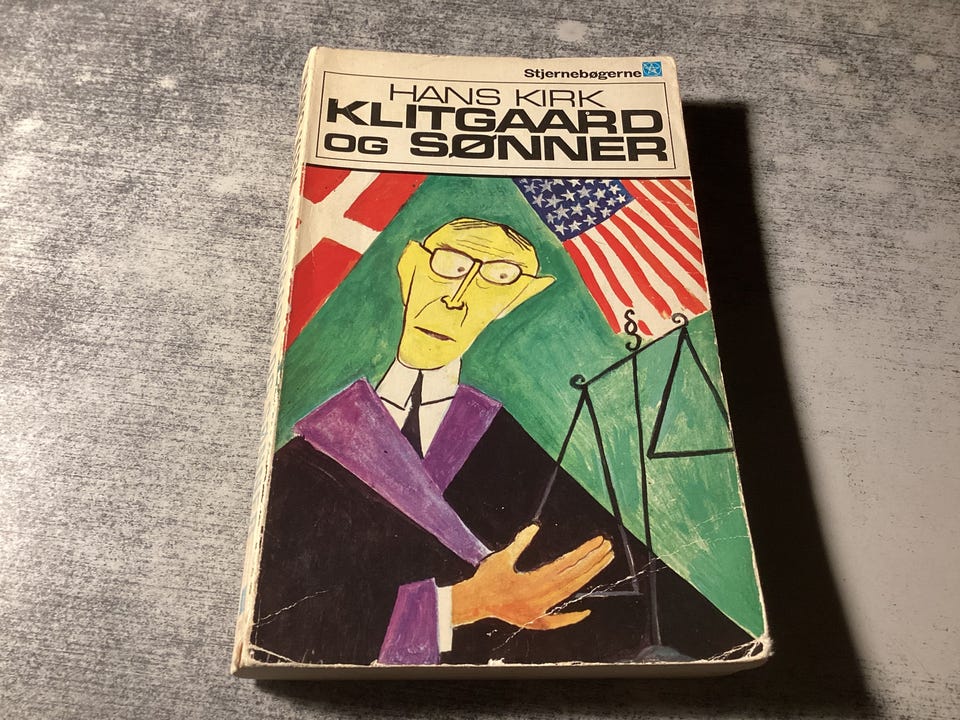 Stjernebøgerne
HANS KIRK
KLITGAARD
OG SØNNER
§